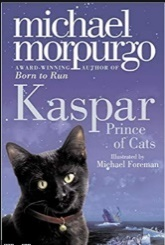 michael
morpurgo
AWARD-WINNING AUTHOR OF
Born to Run
Kaspar
Prince
of Cats
Illustrated by
Michael Foreman